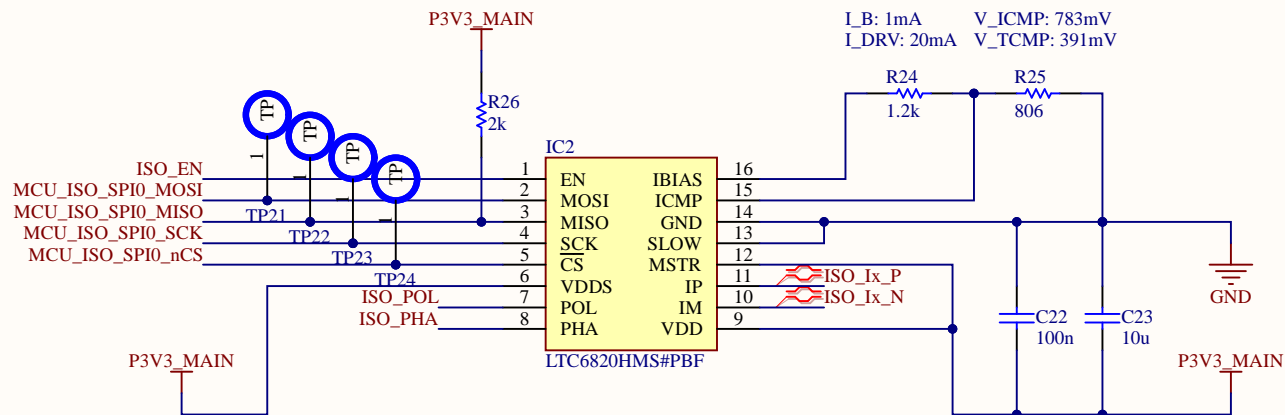 P3V3_MAIN
I_B: 1mA V_ICMP: 783mV
I_DRV: 20mA V_TCMP: 391mV
R24
1.2k
R25
806
R26
2k
TP
TP
TP
TP
1
1
1
1
TP21
TP22
TP23
TP24
IC2
ISO_EN 1 EN IBIAS 16
MCU_ISO_SPI0_MOSI 2 MOSI ICMP 15
MCU_ISO_SPI0_MISO 3 MISO GND 14
MCU_ISO_SPI0_SCK 4 SCK SLOW 13
MCU_ISO_SPI0_nCS 5 CS MSTR 12
6 VDDS IP 11 ISO_Ix_P
ISO_POL 7 POL IM 10 ISO_Ix_N
ISO_PHA 8 PHA VDD 9
LTC6820HMS#PBF
GND
C22
100n
C23
10u
P3V3_MAIN
P3V3_MAIN